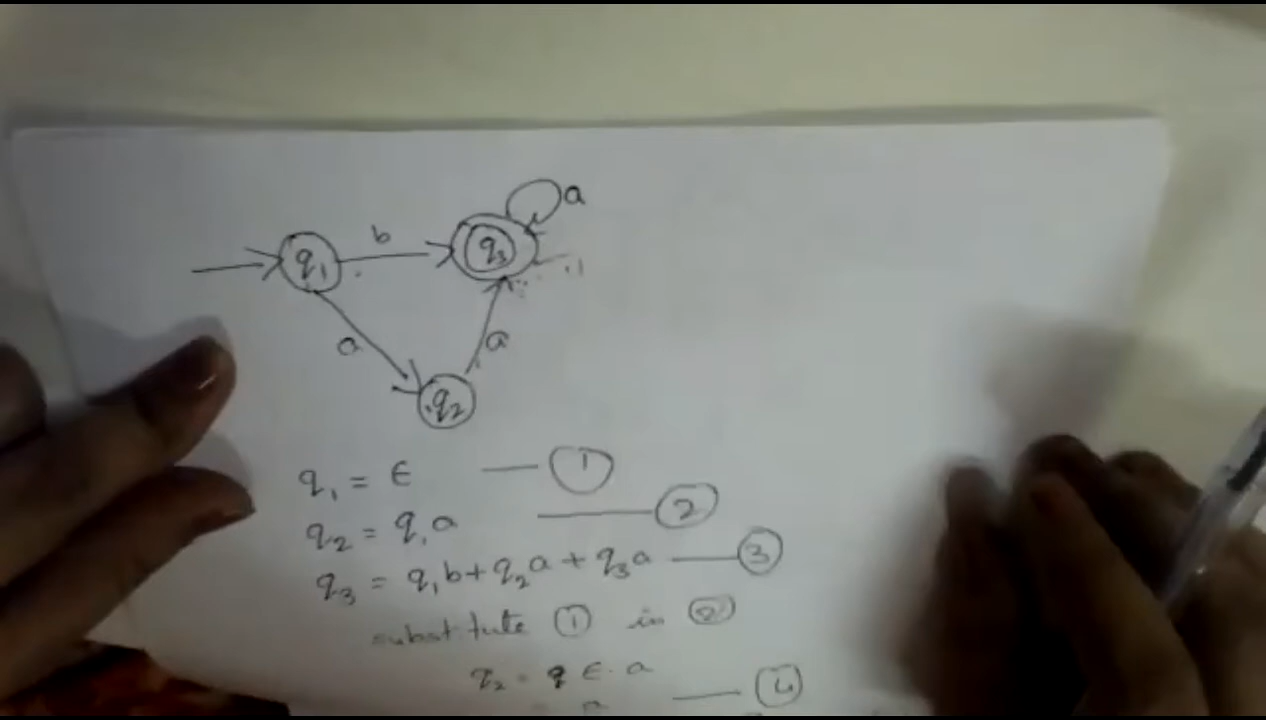 a
b
q₁
q₃
a
a
q₂
q₁ = ∈ — ①
q₂ = q₁a — ②
q₃ = q₁b + q₂a + q₃a — ③
substitute ① in ②
q₂ = q ∈. a
= a — ④